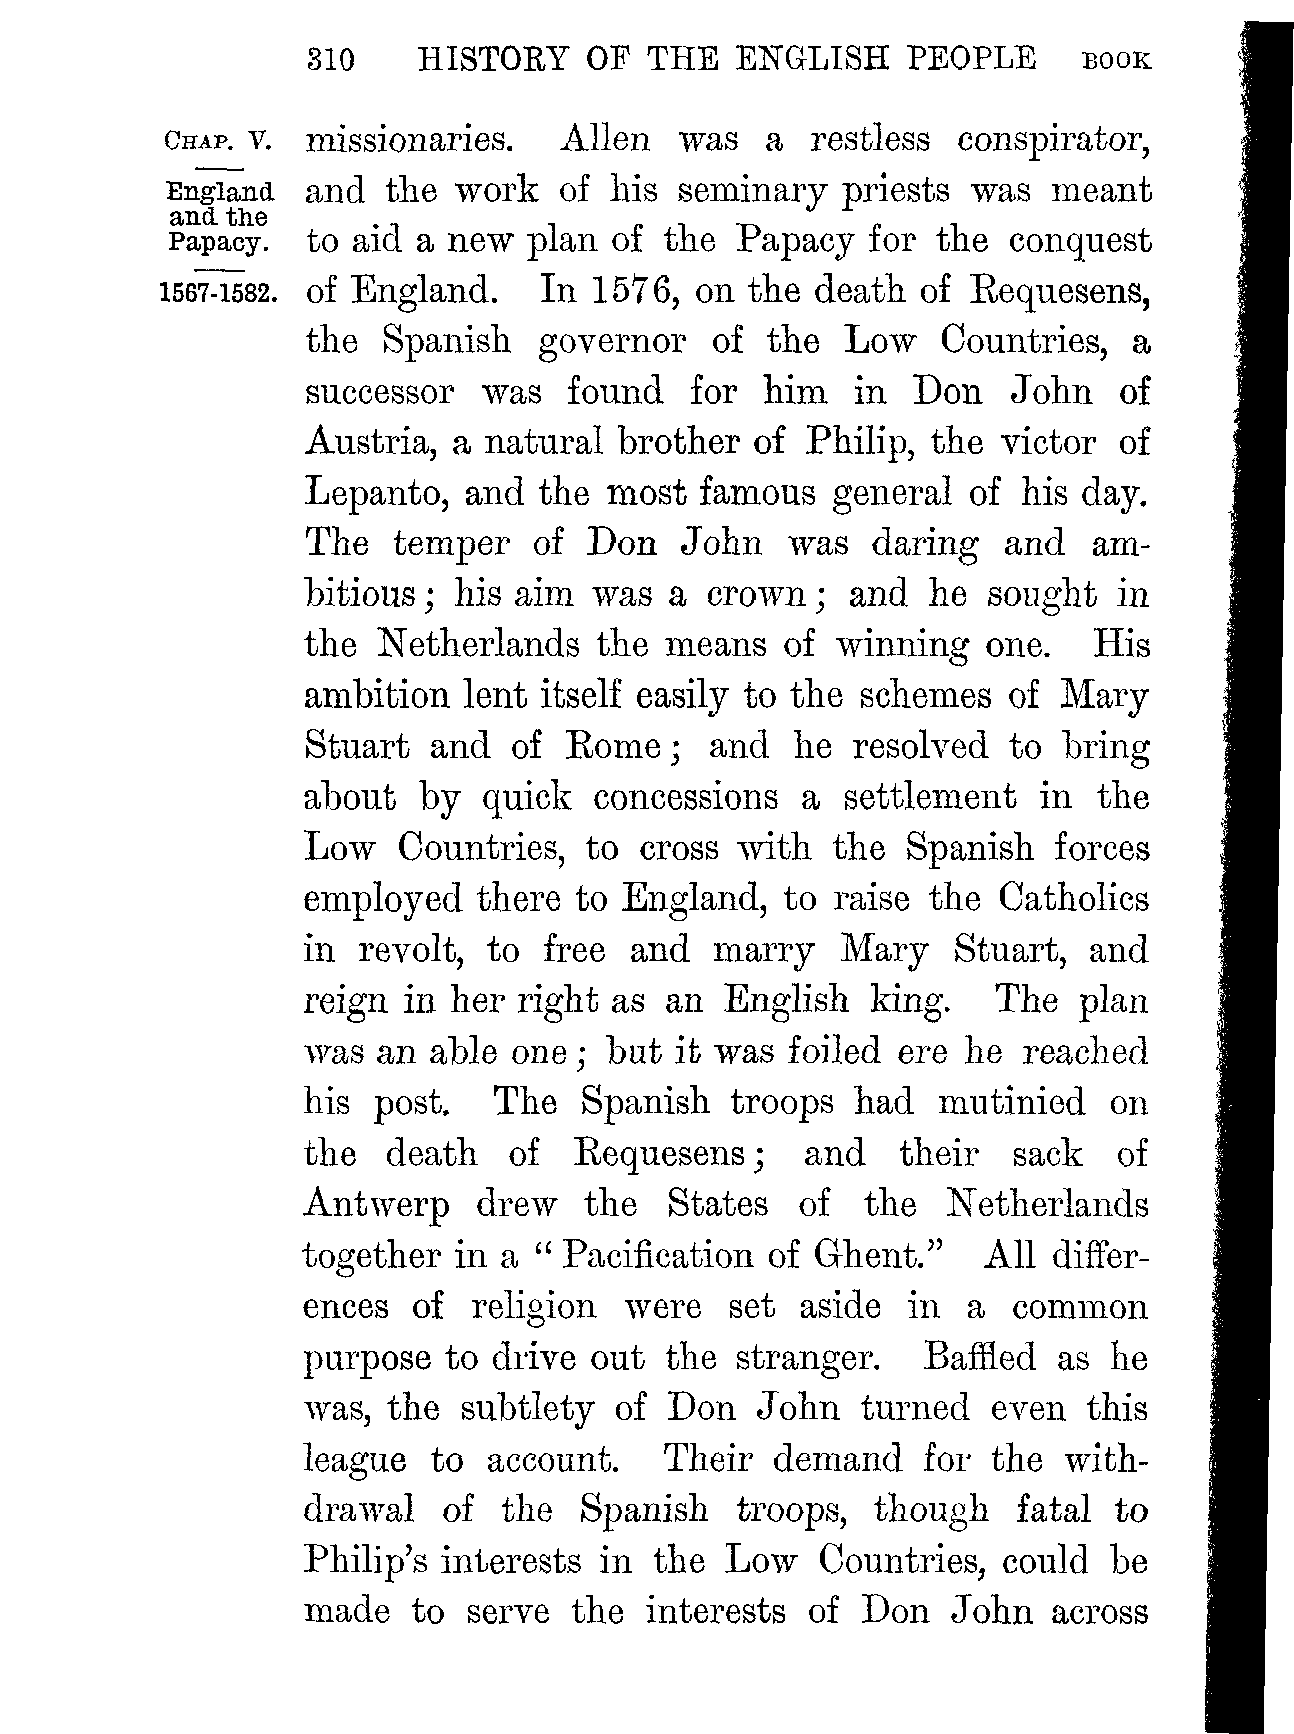 310 HISTORY OF THE ENGLISH PEOPLE BOOK
CHAP. V.
England
and the
Papacy.
1567-1582.
missionaries. Allen was a restless conspirator,
and the work of his seminary priests was meant
to aid a new plan of the Papacy for the conquest
of England. In 1576, on the death of Requesens,
the Spanish governor of the Low Countries, a
successor was found for him in Don John of
Austria, a natural brother of Philip, the victor of
Lepanto, and the most famous general of his day.
The temper of Don John was daring and am-
bitious; his aim was a crown; and he sought in
the Netherlands the means of winning one. His
ambition lent itself easily to the schemes of Mary
Stuart and of Rome; and he resolved to bring
about by quick concessions a settlement in the
Low Countries, to cross with the Spanish forces
employed there to England, to raise the Catholics
in revolt, to free and marry Mary Stuart, and
reign in her right as an English king. The plan
was an able one; but it was foiled ere he reached
his post. The Spanish troops had mutinied on
the death of Requesens; and their sack of
Antwerp drew the States of the Netherlands
together in a "Pacification of Ghent." All differ-
ences of religion were set aside in a common
purpose to drive out the stranger. Baffled as he
was, the subtlety of Don John turned even this
league to account. Their demand for the with-
drawal of the Spanish troops, though fatal to
Philip's interests in the Low Countries, could be
made to serve the interests of Don John across